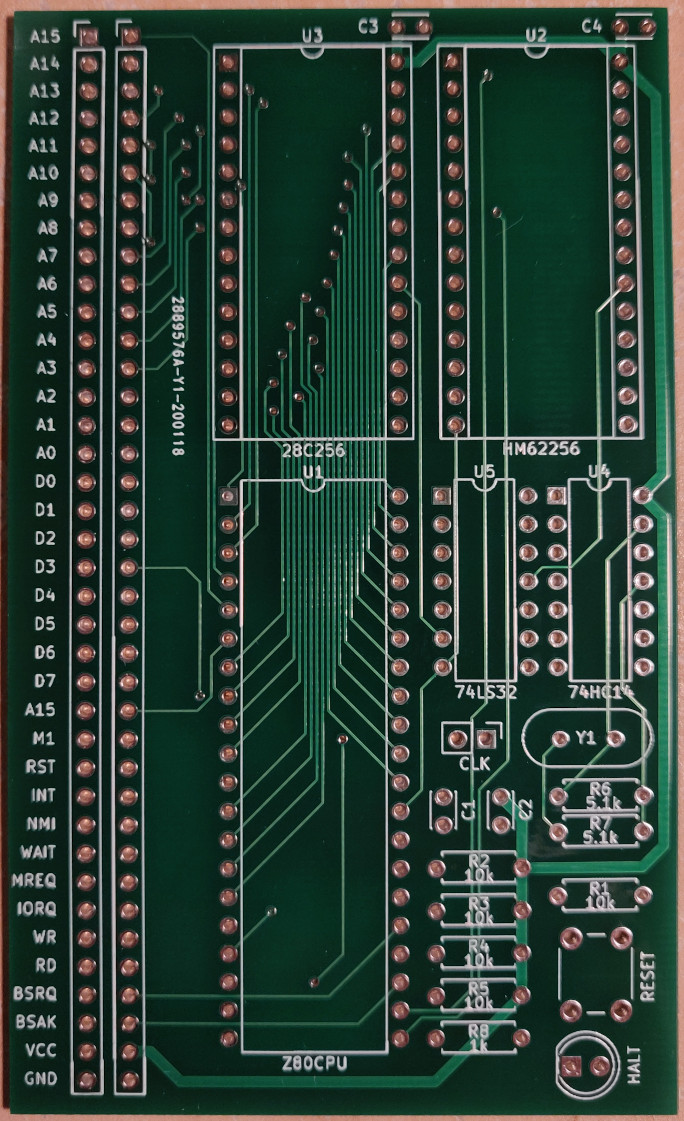 A15
A14
A13
A12
A11
A10
A9
A8
A7
A6
A5
A4
A3
A2
A1
A0
D0
D1
D2
D3
D4
D5
D6
D7
A15
M1
RST
INT
NMI
WAIT
MREQ
IORQ
WR
RD
BSRQ
BSAK
VCC
GND
2889576A-Y1-200118
U3
C3
28C256
U2
C4
HM62256
U1
Z80CPU
U5
74LS32
U4
74HC14
CLK
Y1
C1
C2
R6
5.1k
R7
5.1k
R2
10k
R3
10k
R4
10k
R5
10k
R8
1k
R1
10k
RESET
HALT